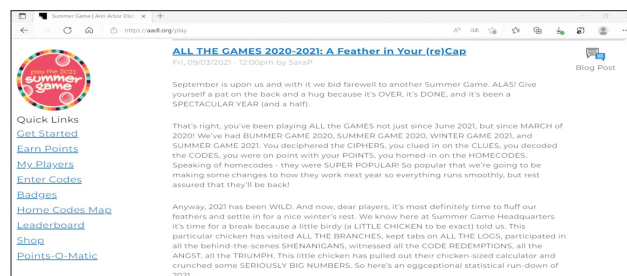 Summer Game | Ann Arbor Distr
https://aadl.org/play
play the 2021
summer
game
Quick Links
Get Started
Earn Points
My Players
Enter Codes
Badges
Home Codes Map
Leaderboard
Shop
Points-O-Matic
ALL THE GAMES 2020-2021: A Feather in Your (re)Cap
Fri, 09/03/2021 - 12:00pm by SaraP
Blog Post
September is upon us and with it we bid farewell to another Summer Game. ALAS! Give
yourself a pat on the back and a hug because it's OVER, it's DONE, and it's been a
SPECTACULAR YEAR (and a half).
That's right, you've been playing ALL the GAMES not just since June 2021, but since MARCH of
2020! We've had BUMMER GAME 2020, SUMMER GAME 2020, WINTER GAME 2021, and
SUMMER GAME 2021. You deciphered the CIPHERS, you clued in on the CLUES, you decoded
the CODES, you were on point with your POINTS, you homed-in on the HOMECODES.
Speaking of homecodes - they were SUPER POPULAR! So popular that we're going to be
making some changes to how they work next year so everything runs smoothly, but rest
assured that they'll be back!
Anyway, 2021 has been WILD. And now, dear players, it's most definitely time to fluff our
feathers and settle in for a nice winter's rest. We know here at Summer Game Headquarters
it's time for a break because a little birdy (a LITTLE CHICKEN to be exact) told us. This
particular chicken has visited ALL THE BRANCHES, kept tabs on ALL THE LOGS, participated in
all the behind-the-scenes SHENANIGANS, witnessed all the CODE REDEMPTIONS, all the
ANGST, all the TRIUMPH. This little chicken has pulled out their chicken-sized calculator and
crunched some SERIOUSLY BIG NUMBERS. So here's an eggceptional statistical run-down of
2021